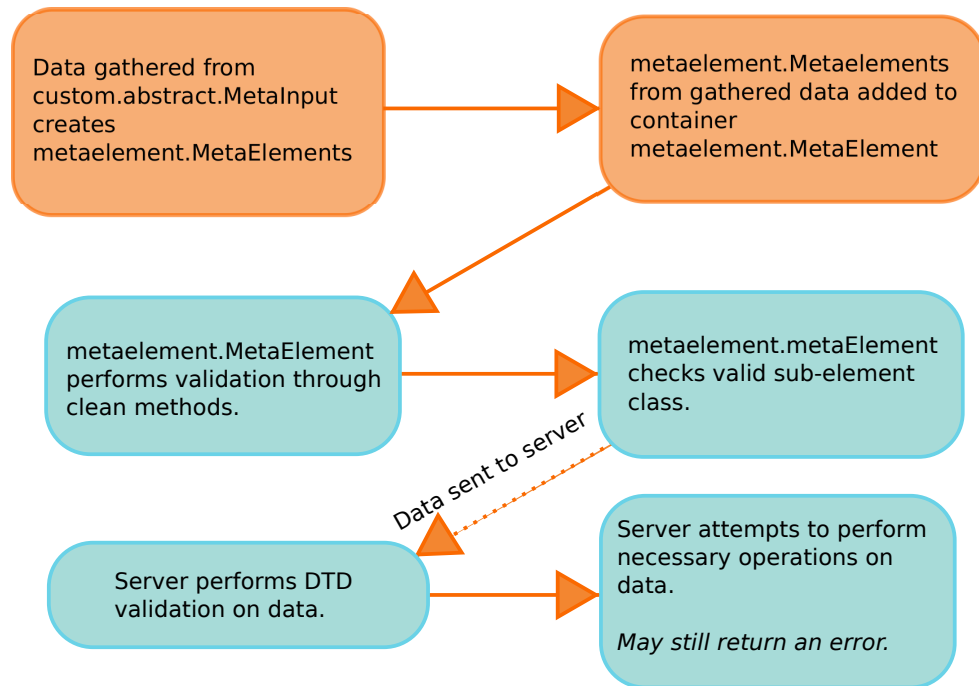 Data gathered from
custom.abstract.MetaInput
creates
metaelement.MetaElements
metaelement.Metaelements
from gathered data added to
container
metaelement.MetaElement
metaelement.MetaElement
performs validation through
clean methods.
metaelement.metaElement
checks valid sub-element
class.
Data sent to server
Server performs DTD
validation on data.
Server attempts to perform
necessary operations on
data.
May still return an error.